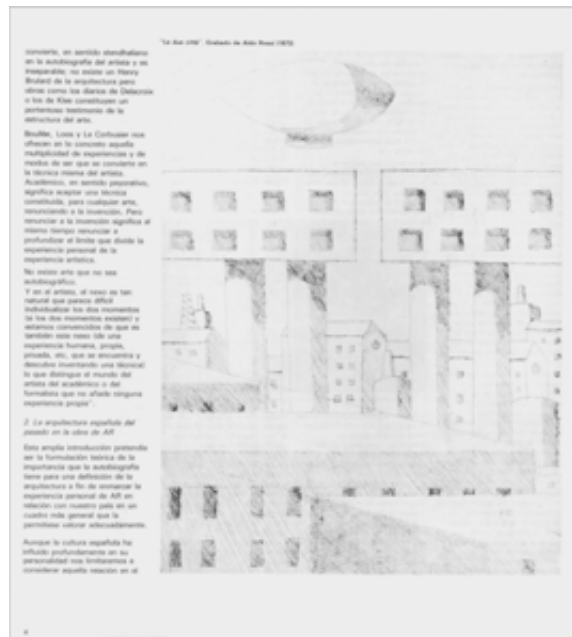 "Le due città". Grabado de Aldo Rossi (1973)
convierte, en sentido stendhaliano
en la autobiografía del artista y es
inseparable; no existe un Henry
Brulard de la arquitectura pero
obras como los diarios de Delacroix
o los de Klee constituyen un
portentoso testimonio de la
estructura del arte.
Boullée, Loos y Le Corbusier nos
ofrecen en lo concreto aquella
multiplicidad de experiencias y de
modos de ser que se convierte en
la técnica misma del artista.
Académico, en sentido peyorativo,
significa aceptar una técnica
constituida, para cualquier arte,
renunciando a la invención. Pero
renunciar a la invención significa al
mismo tiempo renunciar a
profundizar el límite que divide la
experiencia personal de la
experiencia artística.
No existe arte que no sea
autobiográfico.
Y en el artista, el nexo es tan
natural que parece difícil
individualizar los dos momentos
(si los dos momentos existen) y
estamos convencidos de que es
también este nexo (de una
experiencia humana, propia,
privada, etc, que se encuentra y
descubre inventando una técnica)
lo que distingue el mundo del
artista del académico o del
formalista que no añade ninguna
experiencia propia".
2. La arquitectura española del
pasado en la obra de AR
Esta amplia introducción pretendía
ser la formulación teórica de la
importancia que la autobiografía
tiene para una definición de la
arquitectura a fin de enmarcar la
experiencia personal de AR en
relación con nuestro país en un
cuadro más general que la
permitiese valorar adecuadamente.
Aunque la cultura española ha
influido profundamente en su
personalidad nos limitaremos a
considerar aquella relación en el